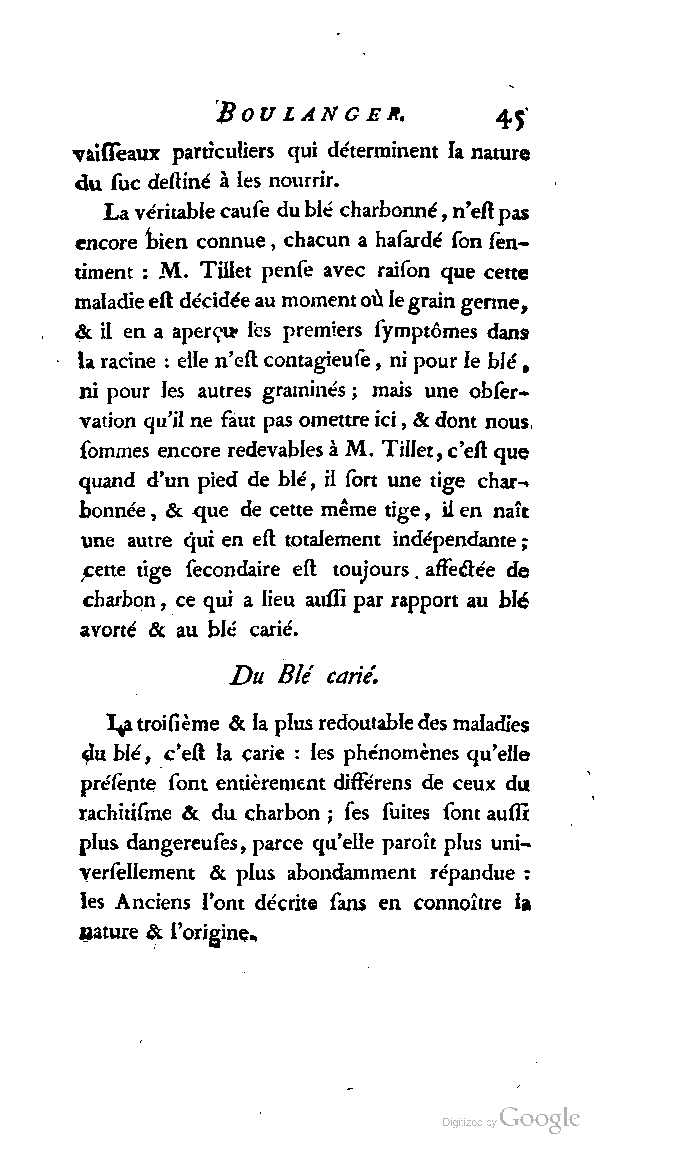 BOULANGER. 45
vaiſſeaux particuliers qui déterminent la nature
du ſuc deſtiné à les nourrir.
La véritable cauſe du blé charbonné, n'eſt pas
encore bien connue, chacun a haſardé ſon ſen-
timent : M. Tillet penſe avec raiſon que cette
maladie eſt décidée au moment où le grain germe,
& il en a aperçu les premiers ſymptômes dans
la racine : elle n'eſt contagieuſe, ni pour le blé,
ni pour les autres graminés ; mais une obſer-
vation qu'il ne faut pas omettre ici, & dont nous
ſommes encore redevables à M. Tillet, c'eſt que
quand d'un pied de blé, il ſort une tige char-
bonnée, & que de cette même tige, il en naît
une autre qui en eſt totalement indépendante ;
cette tige ſecondaire eſt toujours affectée de
charbon, ce qui a lieu auſſi par rapport au blé
avorté & au blé carié.
Du Blé carié.
La troiſième & la plus redoutable des maladies
du blé, c'eſt la carie : les phénomènes qu'elle
préſente ſont entièrement différens de ceux du
rachitiſme & du charbon ; ſes ſuites ſont auſſi
plus dangereuſes, parce qu'elle paroît plus uni-
verſellement & plus abondamment répandue :
les Anciens l'ont décrite ſans en connoître la
nature & l'origine.
Digitized by Google